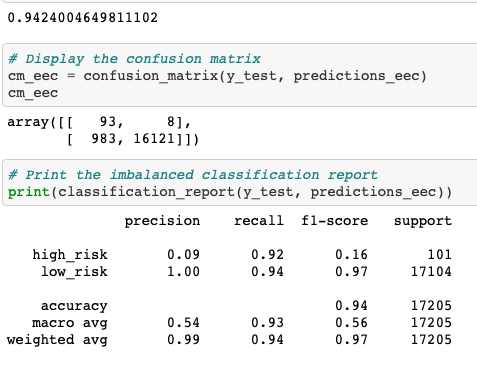 0.9424004649811102
# Display the confusion matrix
cm_eec = confusion_matrix(y_test, predictions_eec)
cm_eec
array([[   93,     8],
       [  983, 16121]])
# Print the imbalanced classification report
print(classification_report(y_test, predictions_eec))
precision    recall  f1-score   support
high_risk       0.09      0.92      0.16       101
low_risk       1.00      0.94      0.97     17104
accuracy                           0.94     17205
macro avg       0.54      0.93      0.56     17205
weighted avg       0.99      0.94      0.97     17205